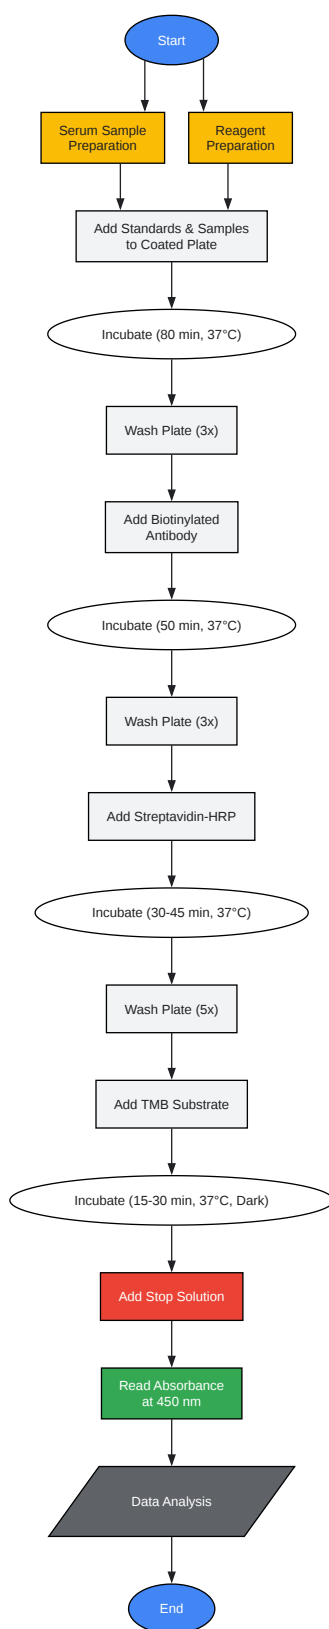 Start
Serum Sample
Preparation
Reagent
Preparation
Add Standards & Samples
to Coated Plate
Incubate (80 min, 37°C)
Wash Plate (3x)
Add Biotinylated
Antibody
Incubate (50 min, 37°C)
Wash Plate (3x)
Add Streptavidin-HRP
Incubate (30-45 min, 37°C)
Wash Plate (5x)
Add TMB Substrate
Incubate (15-30 min, 37°C, Dark)
Add Stop Solution
Read Absorbance
at 450 nm
Data Analysis
End